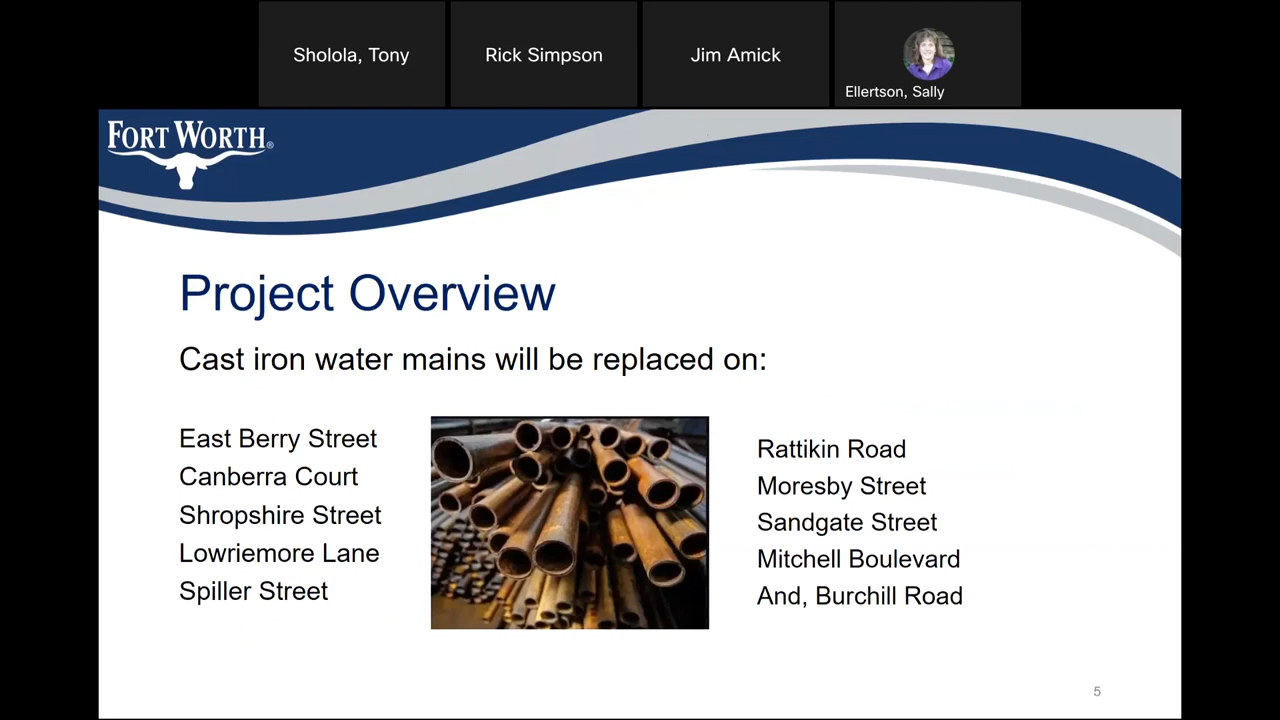 Sholola, Tony
Rick Simpson
Jim Amick
Ellertson, Sally
FORT WORTH®
Project Overview
Cast iron water mains will be replaced on:
East Berry Street
Canberra Court
Shropshire Street
Lowriemore Lane
Spiller Street
Rattikin Road
Moresby Street
Sandgate Street
Mitchell Boulevard
And, Burchill Road
5